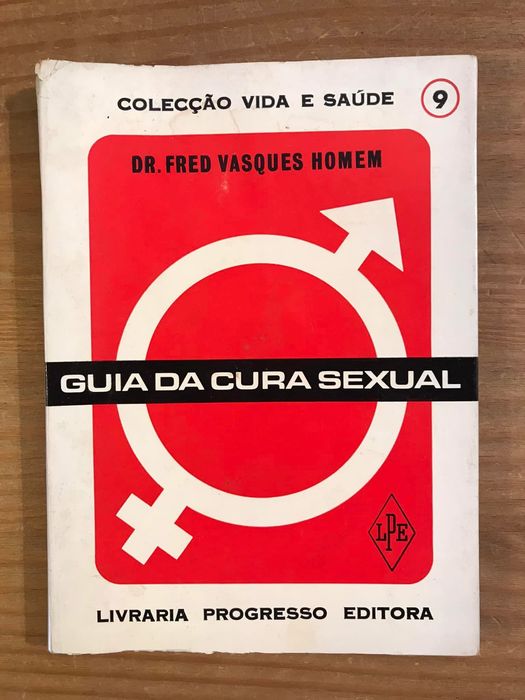 COLECÇÃO VIDA E SAÚDE 9
DR. FRED VASQUES HOMEM
GUIA DA CURA SEXUAL
LPE
LIVRARIA PROGRESSO EDITORA